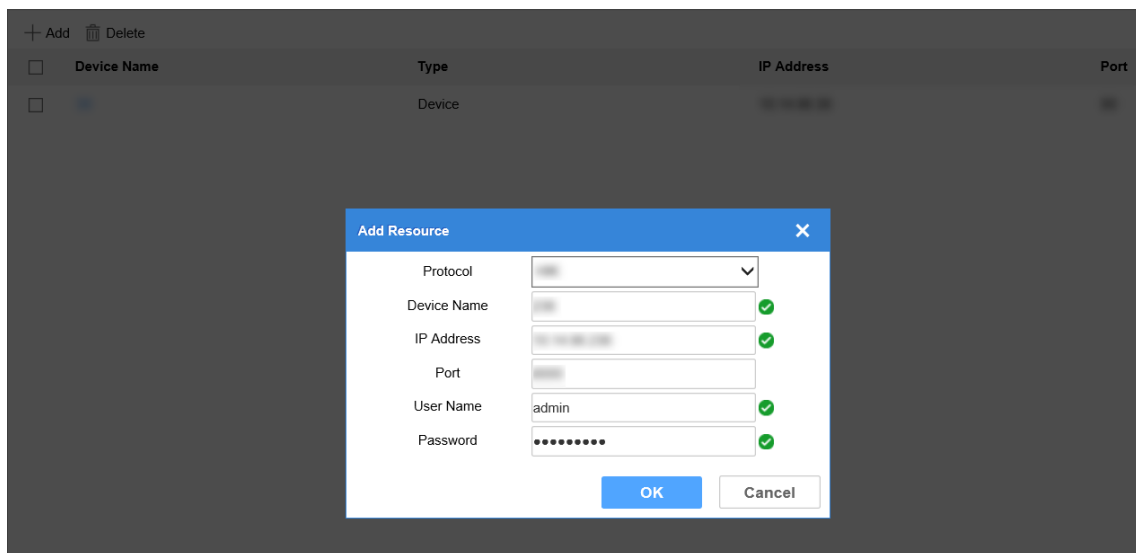 Add Delete
Device Name Type IP Address Port
Device
Add Resource
Protocol
Device Name
IP Address
Port
User Name admin
Password •••••••••
OK Cancel